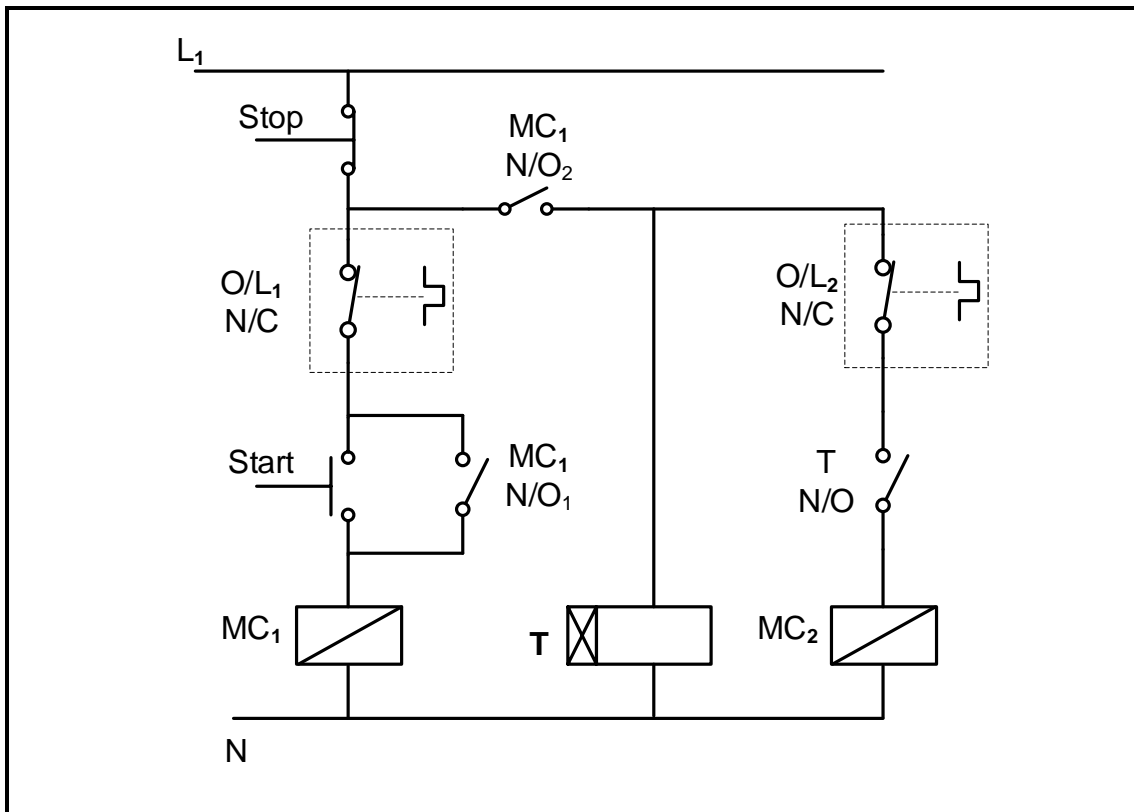 L₁
Stop
MC₁
N/O₂
O/L₁
N/C
O/L₂
N/C
Start
MC₁
N/O₁
T
N/O
MC₁
T
MC₂
N